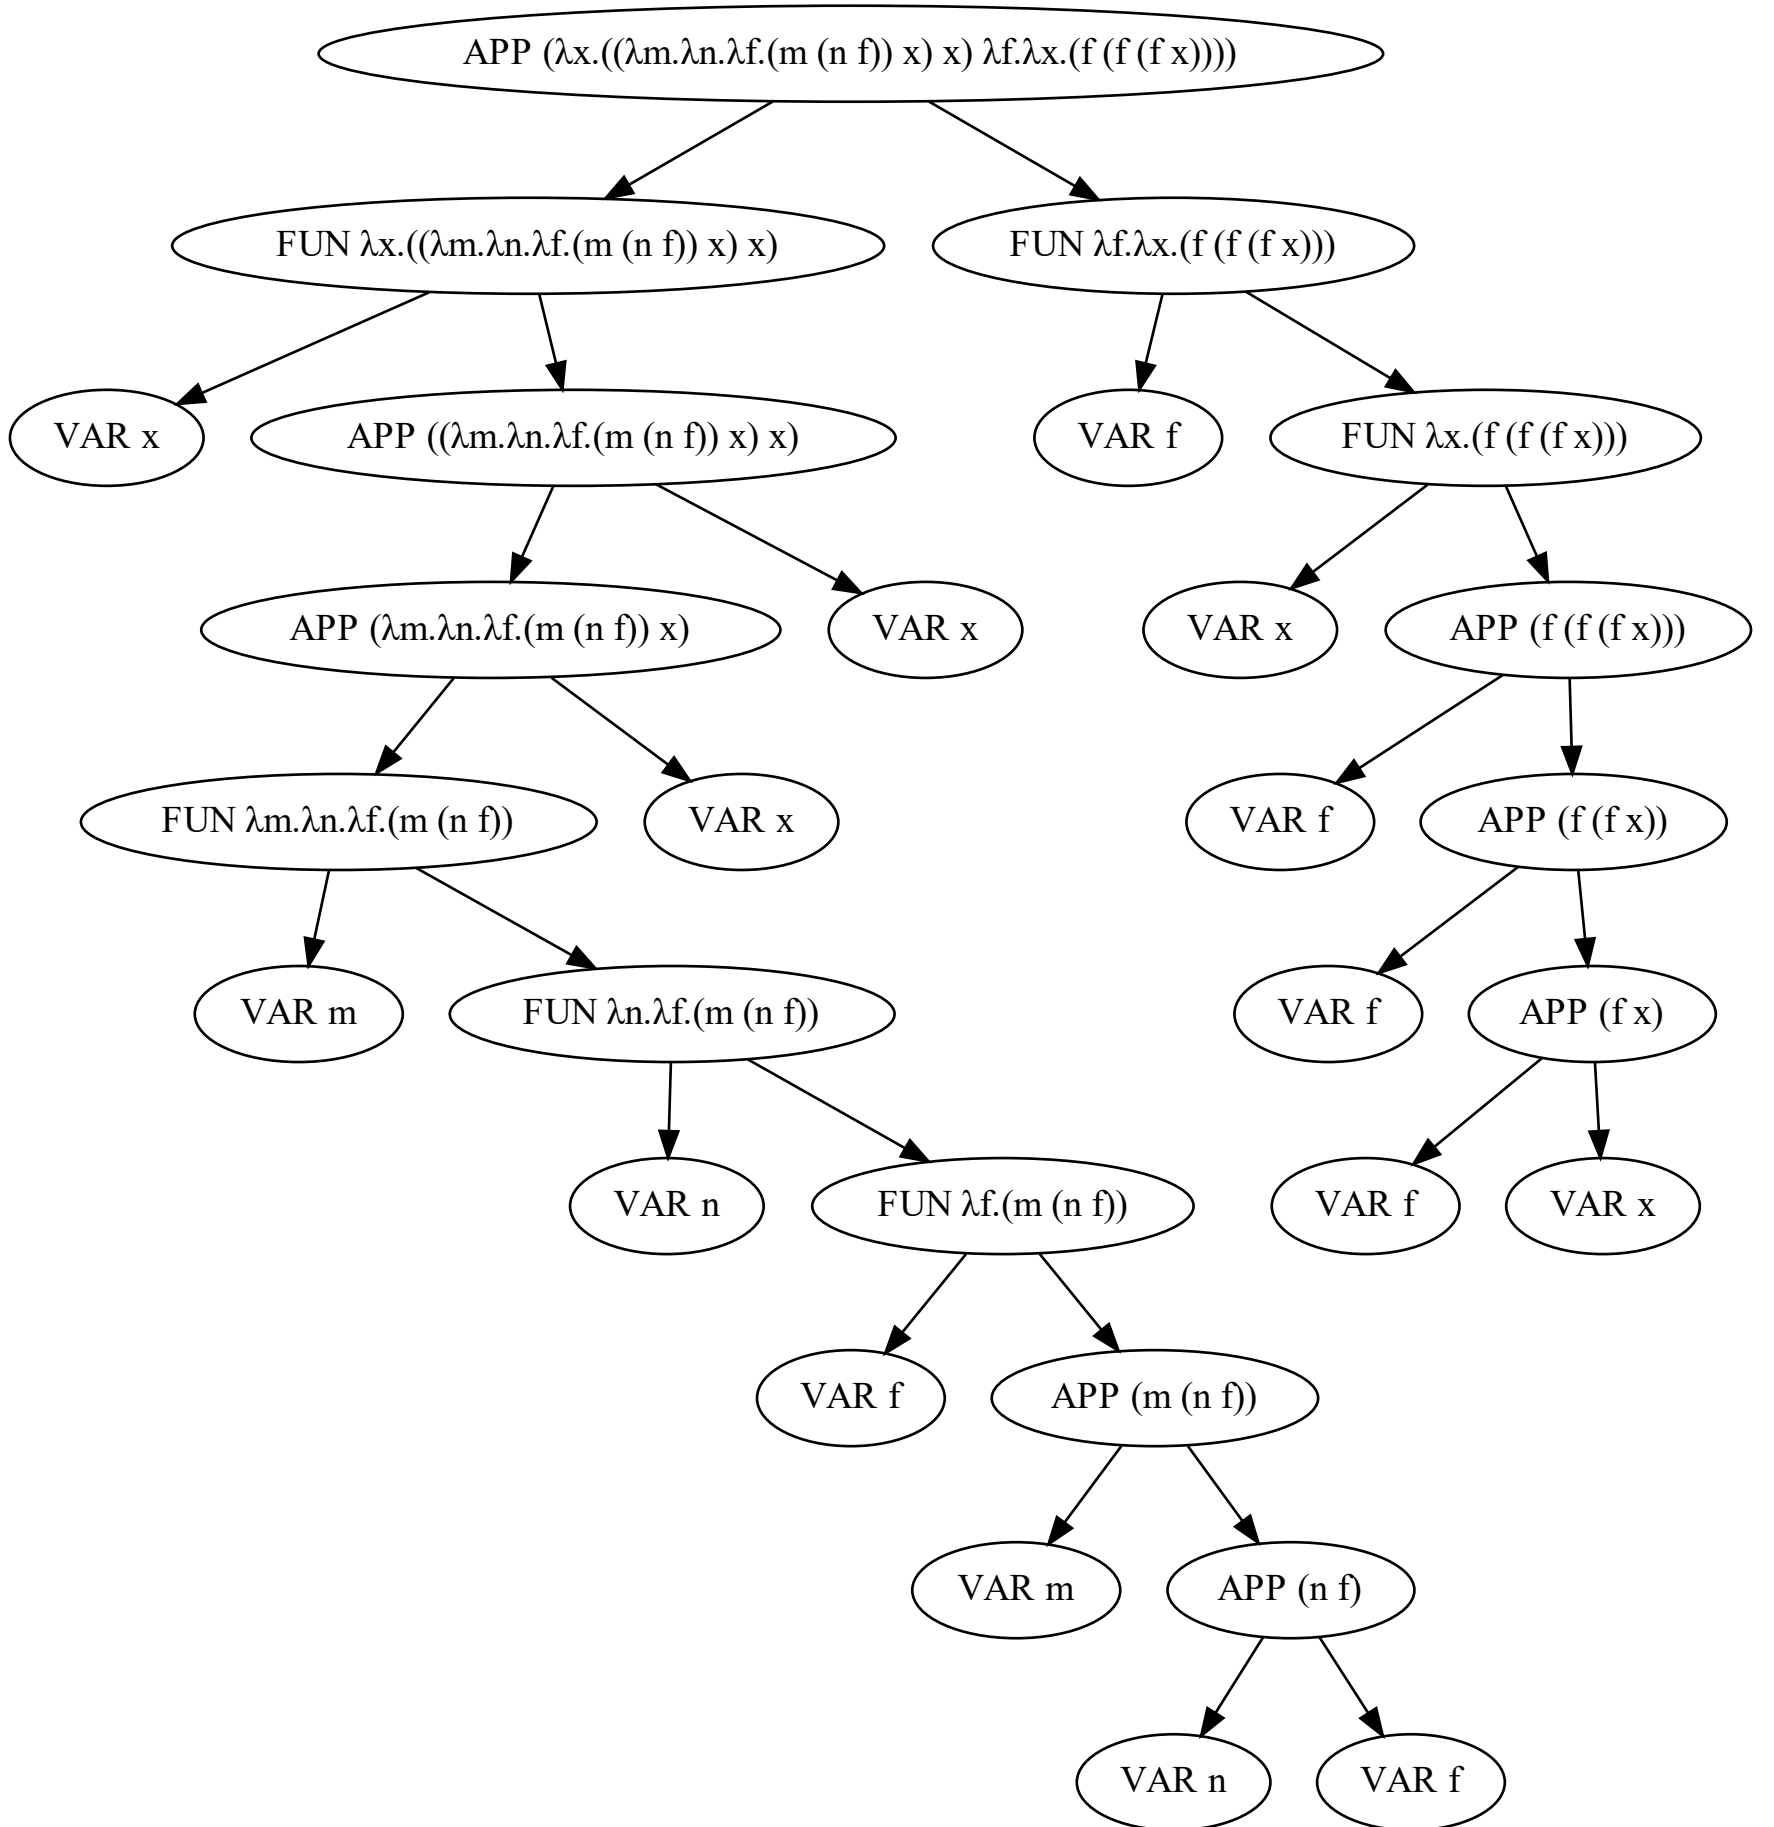 APP (λx.((λm.λn.λf.(m (n f)) x) x) λf.λx.(f (f (f x))))
FUN λx.((λm.λn.λf.(m (n f)) x) x)
FUN λf.λx.(f (f (f x)))
VAR x
APP ((λm.λn.λf.(m (n f)) x) x)
VAR f
FUN λx.(f (f (f x)))
APP (λm.λn.λf.(m (n f)) x)
VAR x
VAR x
APP (f (f (f x)))
FUN λm.λn.λf.(m (n f))
VAR x
VAR f
APP (f (f x))
VAR m
FUN λn.λf.(m (n f))
VAR f
APP (f x)
VAR n
FUN λf.(m (n f))
VAR f
VAR x
VAR f
APP (m (n f))
VAR m
APP (n f)
VAR n
VAR f